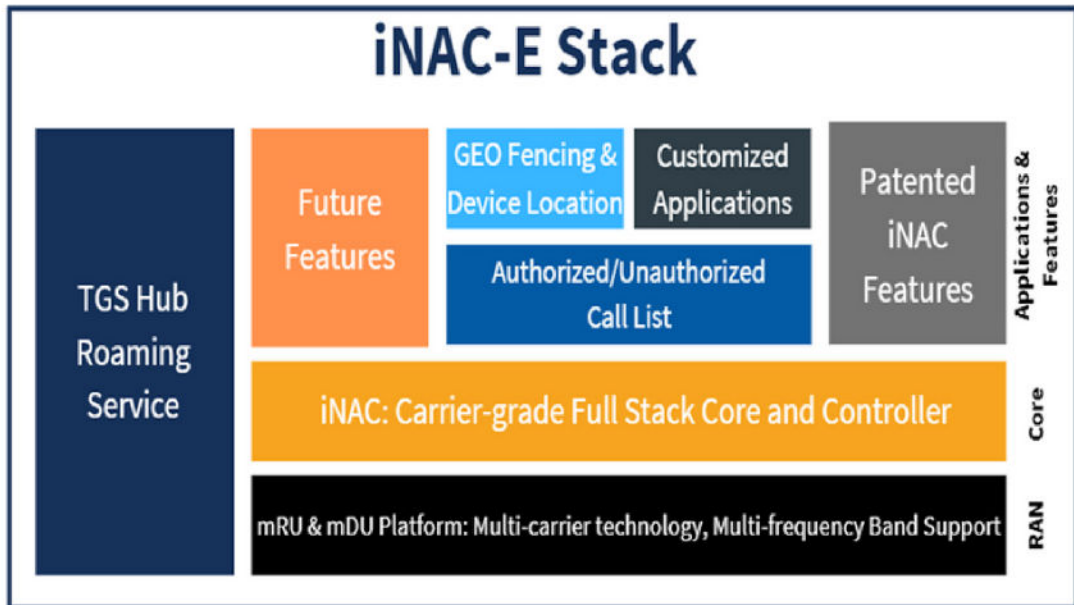 iNAC-E Stack
TGS Hub
Roaming
Service
Future
Features
GEO Fencing &
Device Location
Customized
Applications
Authorized/Unauthorized
Call List
Patented
iNAC
Features
Applications &
Features
iNAC: Carrier-grade Full Stack Core and Controller
Core
mRU & mDU Platform: Multi-carrier technology, Multi-frequency Band Support
RAN